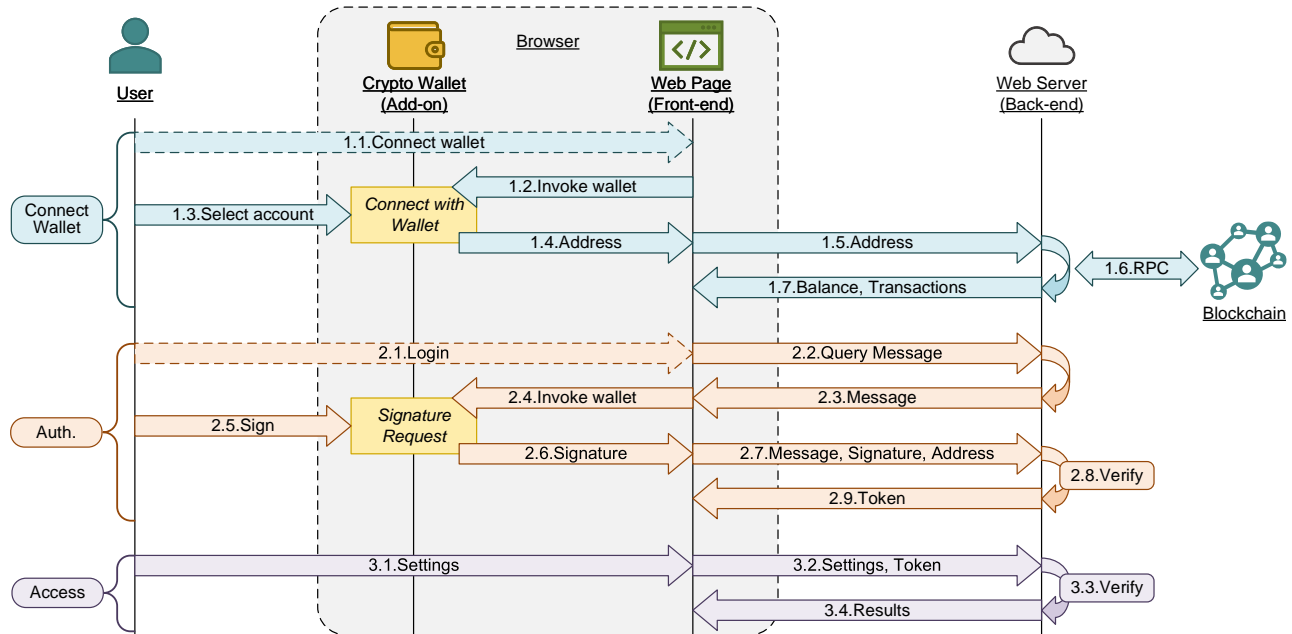 Browser
</>
User
Crypto Wallet
(Add-on)
Web Page
(Front-end)
Web Server
(Back-end)
Connect
Wallet
1.1.Connect wallet
1.2.Invoke wallet
1.3.Select account
Connect with
Wallet
1.4.Address
1.5.Address
1.6.RPC
1.7.Balance, Transactions
Blockchain
Auth.
2.1.Login
2.2.Query Message
2.4.Invoke wallet
2.3.Message
2.5.Sign
Signature
Request
2.6.Signature
2.7.Message, Signature, Address
2.8.Verify
2.9.Token
Access
3.1.Settings
3.2.Settings, Token
3.3.Verify
3.4.Results